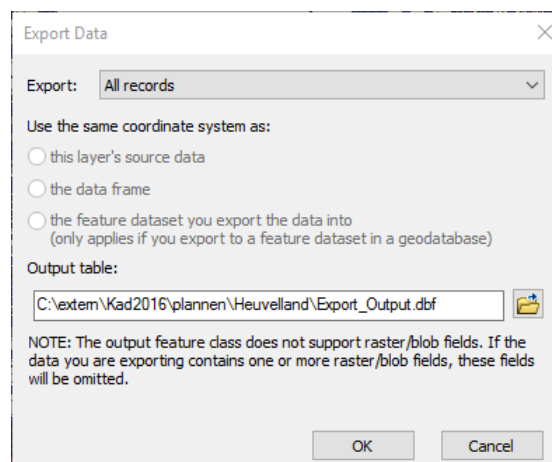 Export Data
Export: All records
Use the same coordinate system as:
this layer's source data
the data frame
the feature dataset you export the data into
(only applies if you export to a feature dataset in a geodatabase)
Output table:
C:\extern\Kad2016\plannen\Heuvelland\Export_Output.dbf
NOTE: The output feature class does not support raster/blob fields. If the
data you are exporting contains one or more raster/blob fields, these fields
will be omitted.
OK Cancel